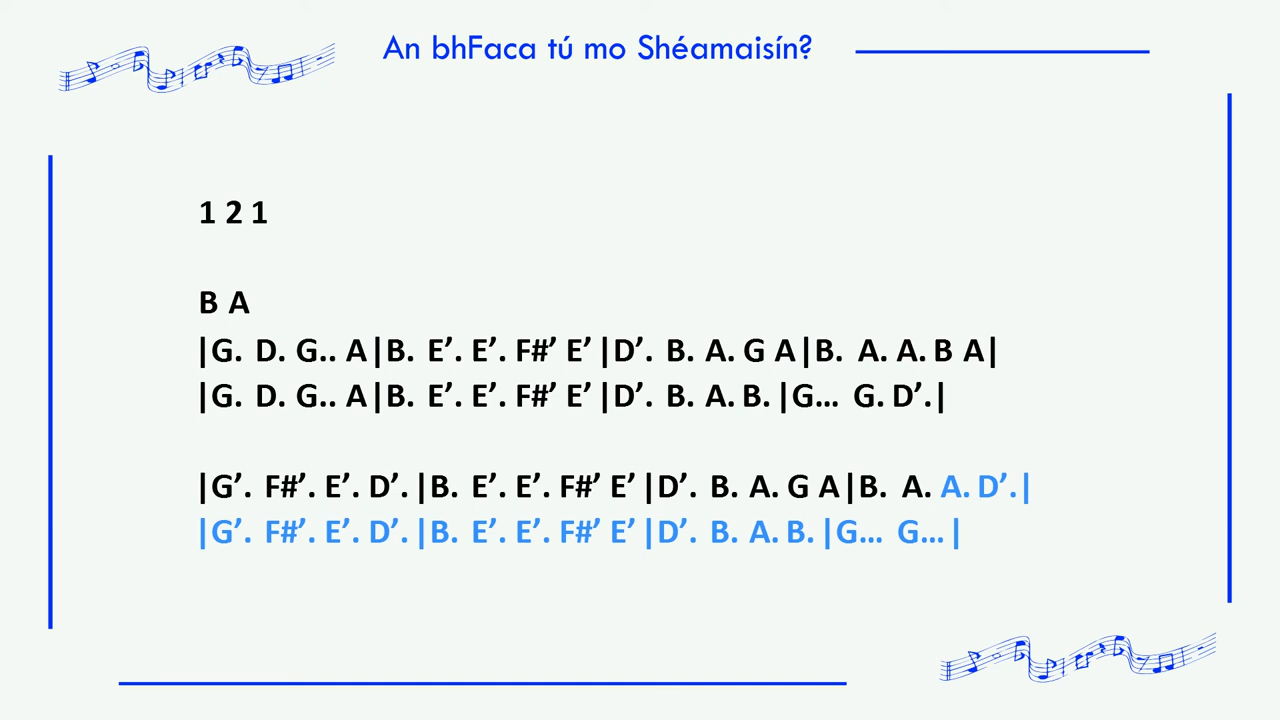 An bhFaca tú mo Shéamaisín?
1 2 1
B A
|G. D. G.. A|B. E’. E’. F#’ E’|D’. B. A. G A|B. A. A. B A|
|G. D. G.. A|B. E’. E’. F#’ E’|D’. B. A. B. |G... G. D’.|
|G’. F#’. E’. D’. |B. E’. E’. F#’ E’|D’. B. A. G A|B. A. A. D’.|
|G’. F#’. E’. D’. |B. E’. E’. F#’ E’ |D’. B. A. B. |G... G... |